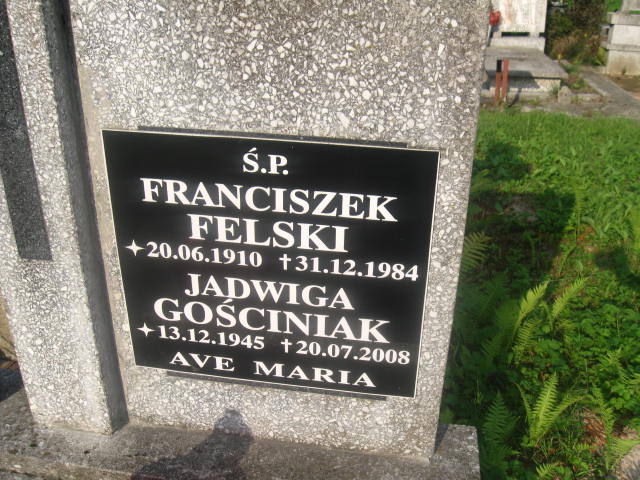 Ś.P.
FRANCISZEK
FELSKI
✦20.06.1910 †31.12.1984
JADWIGA
GOŚCINIAK
✦13.12.1945 †20.07.2008
AVE MARIA